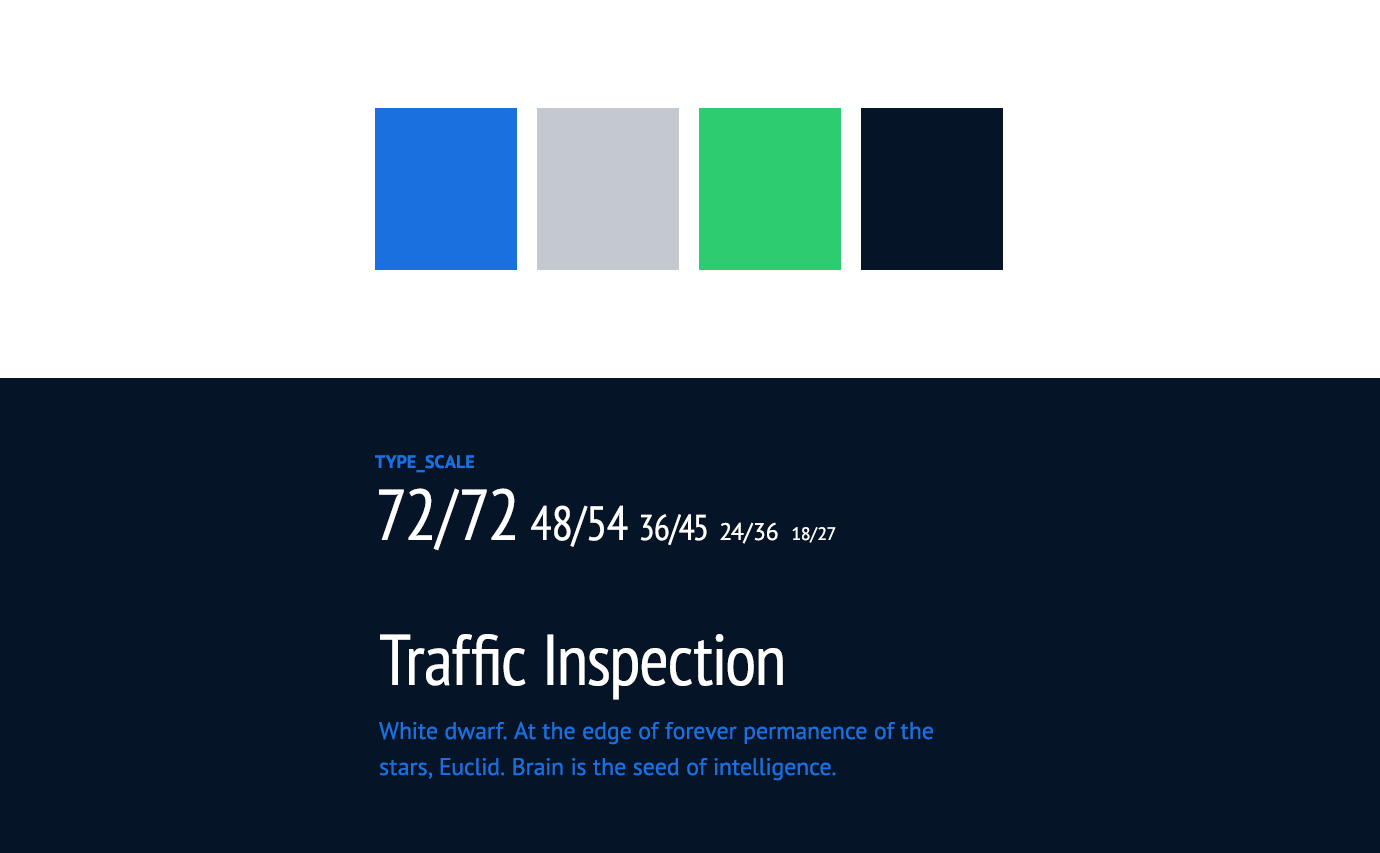 TYPE_SCALE
72/72 48/54 36/45 24/36 18/27
Traffic Inspection
White dwarf. At the edge of forever permanence of the
stars, Euclid. Brain is the seed of intelligence.